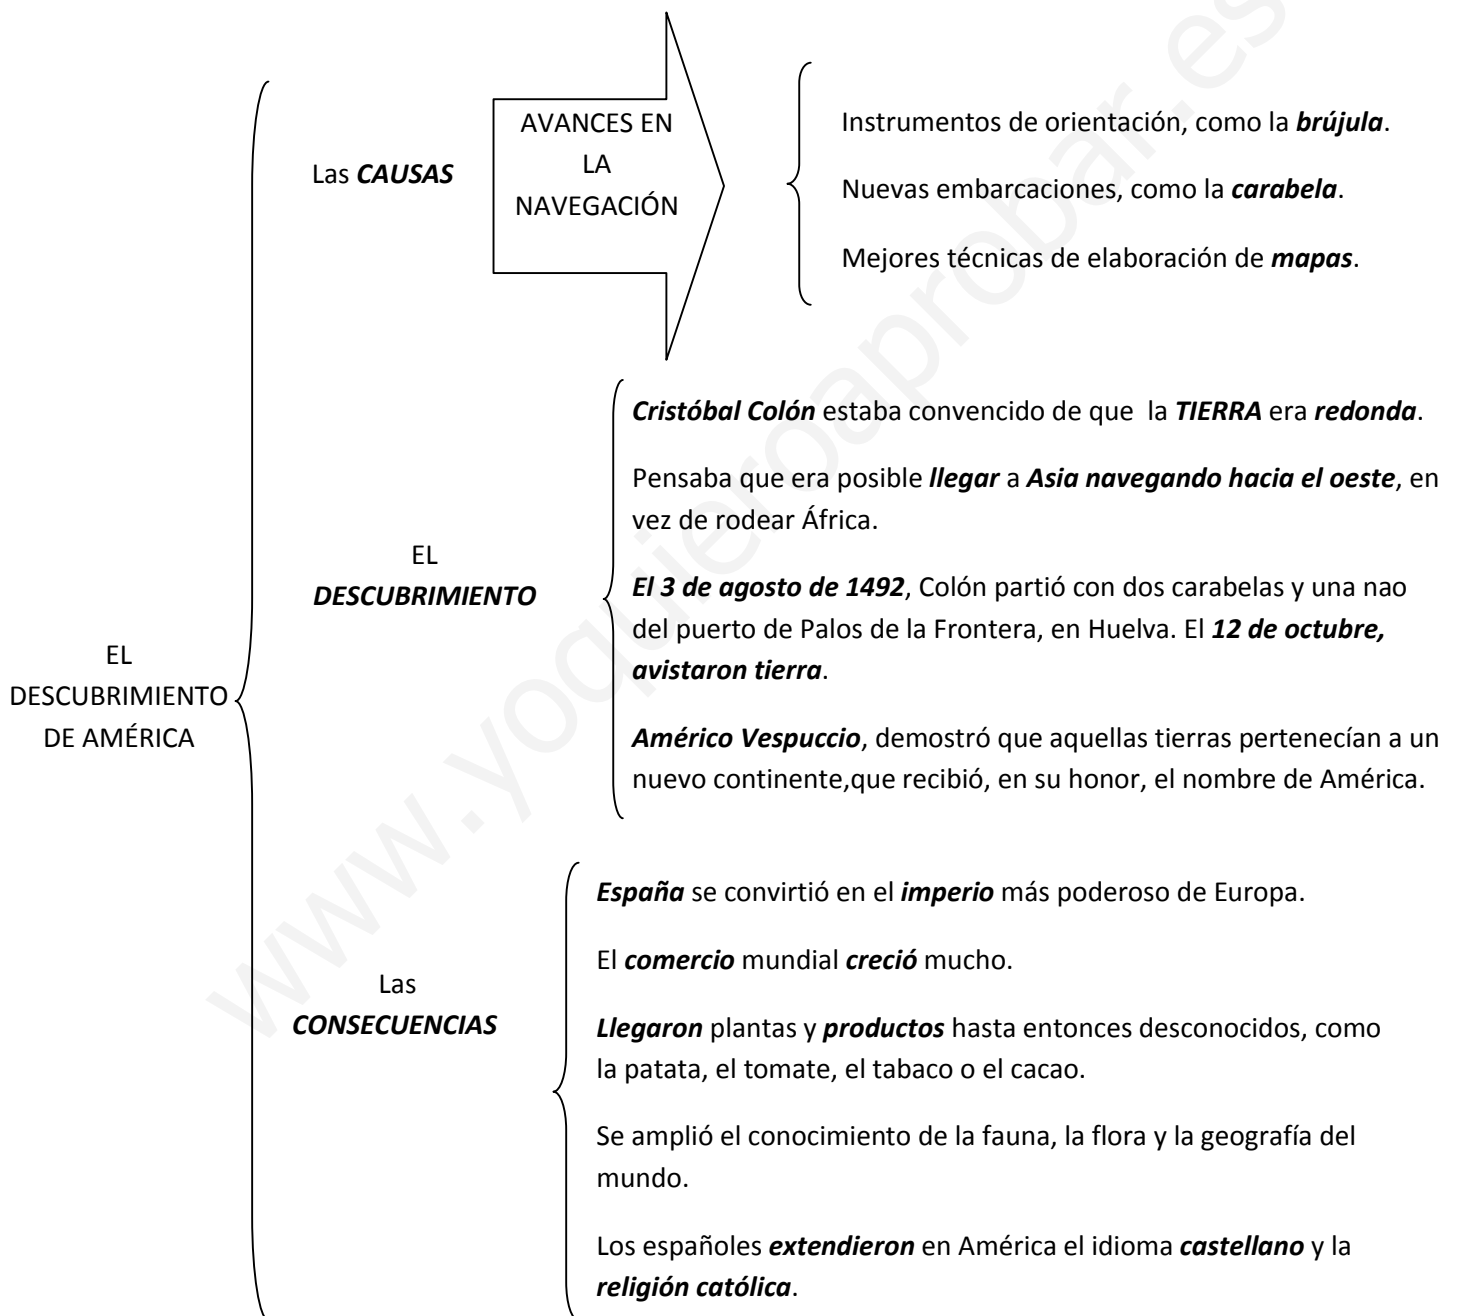 EL
DESCUBRIMIENTO
DE AMÉRICA
Las CAUSAS
AVANCES EN
LA
NAVEGACIÓN
Instrumentos de orientación, como la brújula.
Nuevas embarcaciones, como la carabela.
Mejores técnicas de elaboración de mapas.
EL
DESCUBRIMIENTO
Cristóbal Colón estaba convencido de que la TIERRA era redonda.
Pensaba que era posible llegar a Asia navegando hacia el oeste, en
vez de rodear África.
El 3 de agosto de 1492, Colón partió con dos carabelas y una nao
del puerto de Palos de la Frontera, en Huelva. El 12 de octubre,
avistaron tierra.
Américo Vespuccio, demostró que aquellas tierras pertenecían a un
nuevo continente,que recibió, en su honor, el nombre de América.
Las
CONSECUENCIAS
España se convirtió en el imperio más poderoso de Europa.
El comercio mundial creció mucho.
Llegaron plantas y productos hasta entonces desconocidos, como
la patata, el tomate, el tabaco o el cacao.
Se amplió el conocimiento de la fauna, la flora y la geografía del
mundo.
Los españoles extendieron en América el idioma castellano y la
religión católica.
www.yoquieroaprobar.es